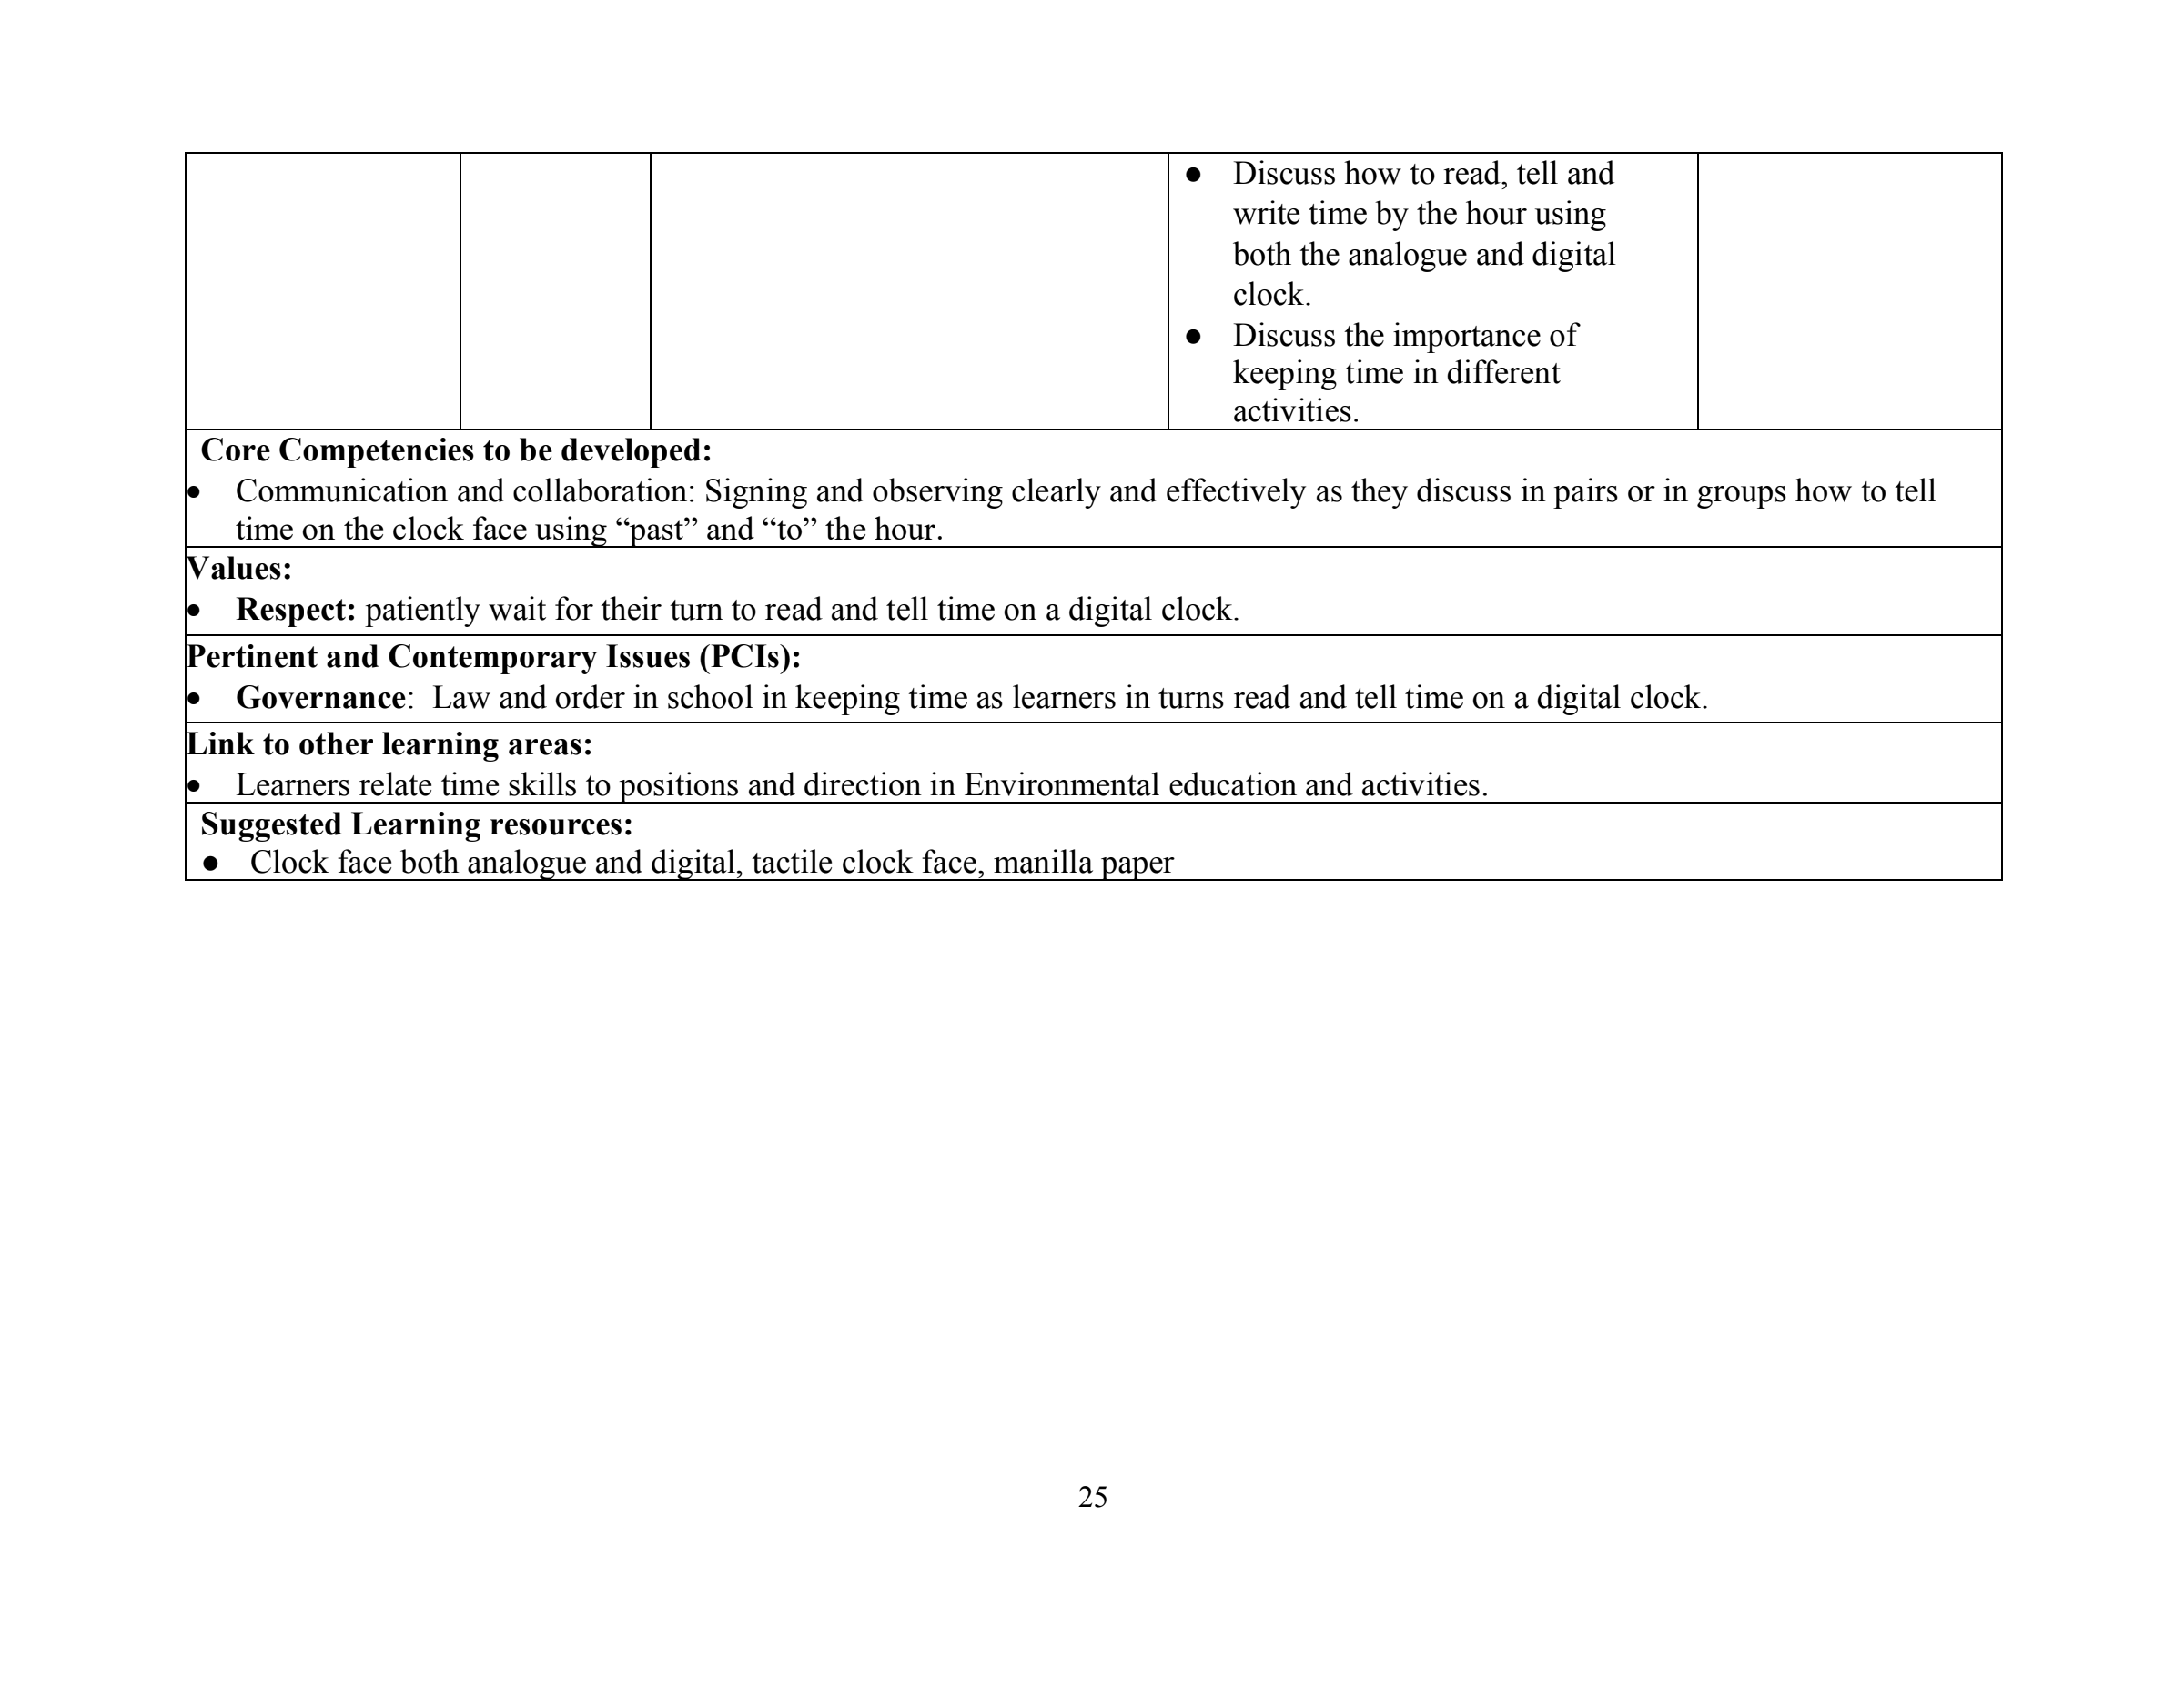 ● Discuss how to read, tell and
write time by the hour using
both the analogue and digital
clock.
● Discuss the importance of
keeping time in different
activities.
Core Competencies to be developed:
● Communication and collaboration: Signing and observing clearly and effectively as they discuss in pairs or in groups how to tell
time on the clock face using “past” and “to” the hour.
Values:
● Respect: patiently wait for their turn to read and tell time on a digital clock.
Pertinent and Contemporary Issues (PCIs):
● Governance:  Law and order in school in keeping time as learners in turns read and tell time on a digital clock.
Link to other learning areas:
● Learners relate time skills to positions and direction in Environmental education and activities.
Suggested Learning resources:
● Clock face both analogue and digital, tactile clock face, manilla paper
25